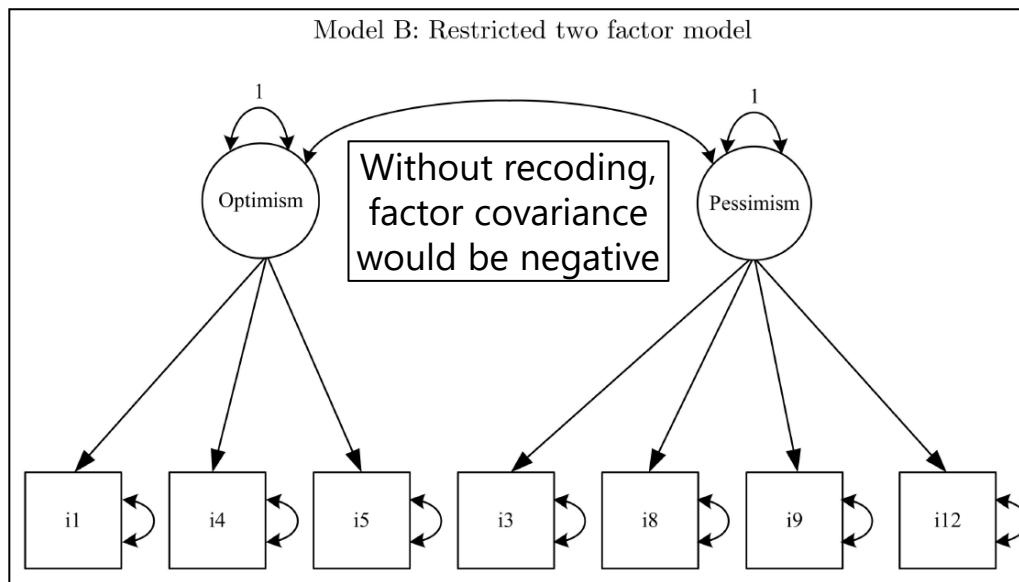 Model B: Restricted two factor model
1
1
Optimism
Without recoding,
factor covariance
would be negative
Pessimism
i1
i4
i5
i3
i8
i9
i12